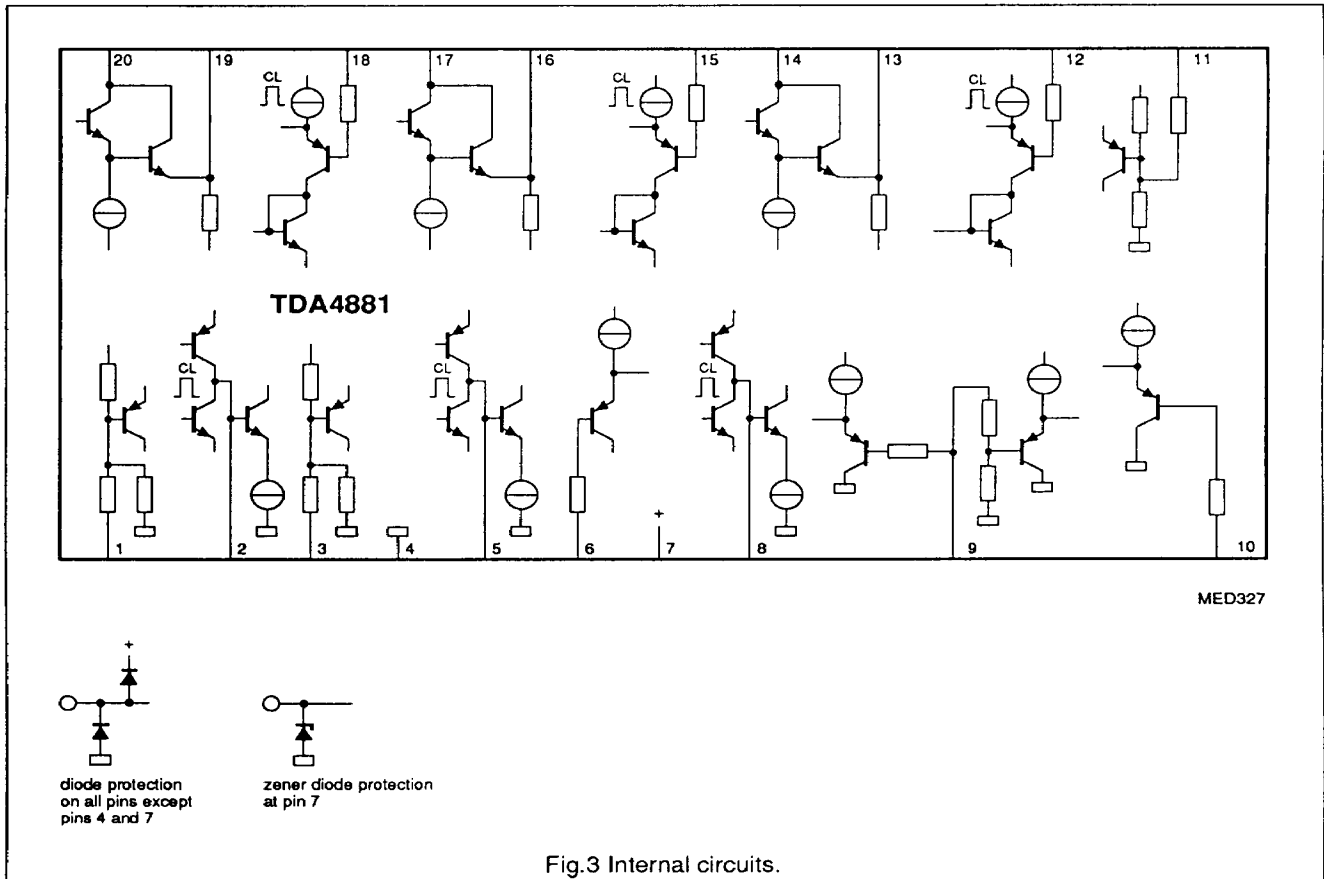 20 19 18 17 16 15 14 13 12 11
CL CL CL
TDA4881
CL CL CL
+
1 2 3 4 5 6 7 8 9 10
MED327
+
diode protection
on all pins except
pins 4 and 7
zener diode protection
at pin 7
Fig.3 Internal circuits.